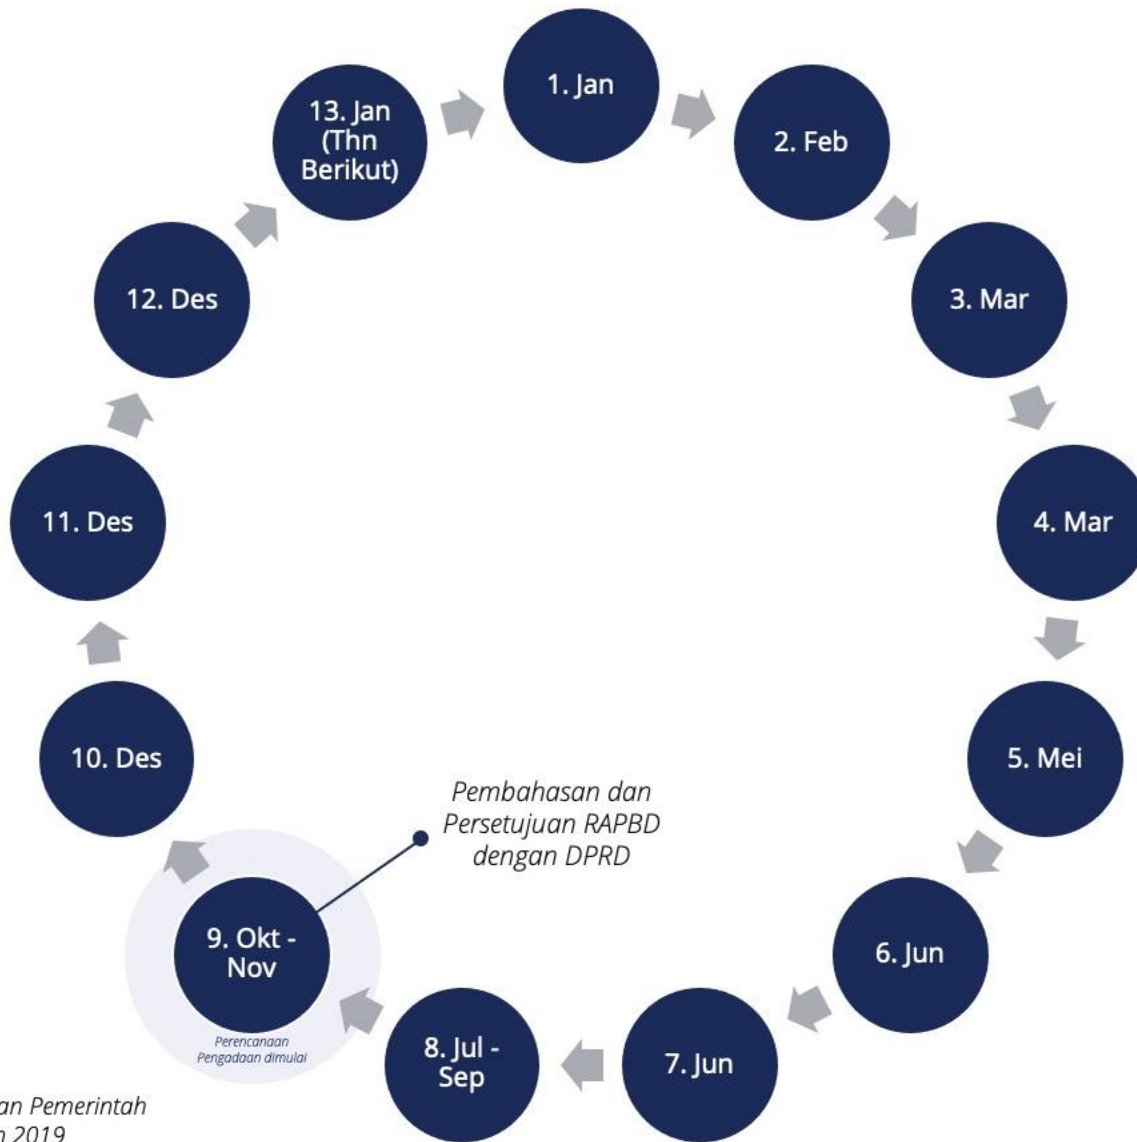 1. Jan
2. Feb
3. Mar
4. Mar
5. Mei
6. Jun
7. Jun
8. Jul -
Sep
9. Okt -
Nov
Perencanaan
Pengadaan dimulai
Pembahasan dan
Persetujuan RAPBD
dengan DPRD
10. Des
11. Des
12. Des
13. Jan
(Thn
Berikut)
Pemerintah
2019